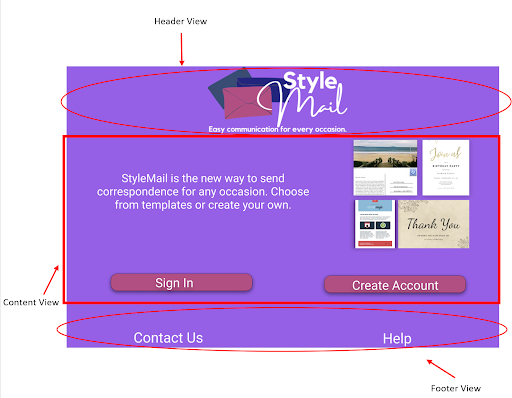 Header View
Style
Mail
Easy communication for every occasion.
StyleMail is the new way to send
correspondence for any occasion. Choose
from templates or create your own.
Join us
Thank You
Sign In
Create Account
Content View
Contact Us
Help
Footer View